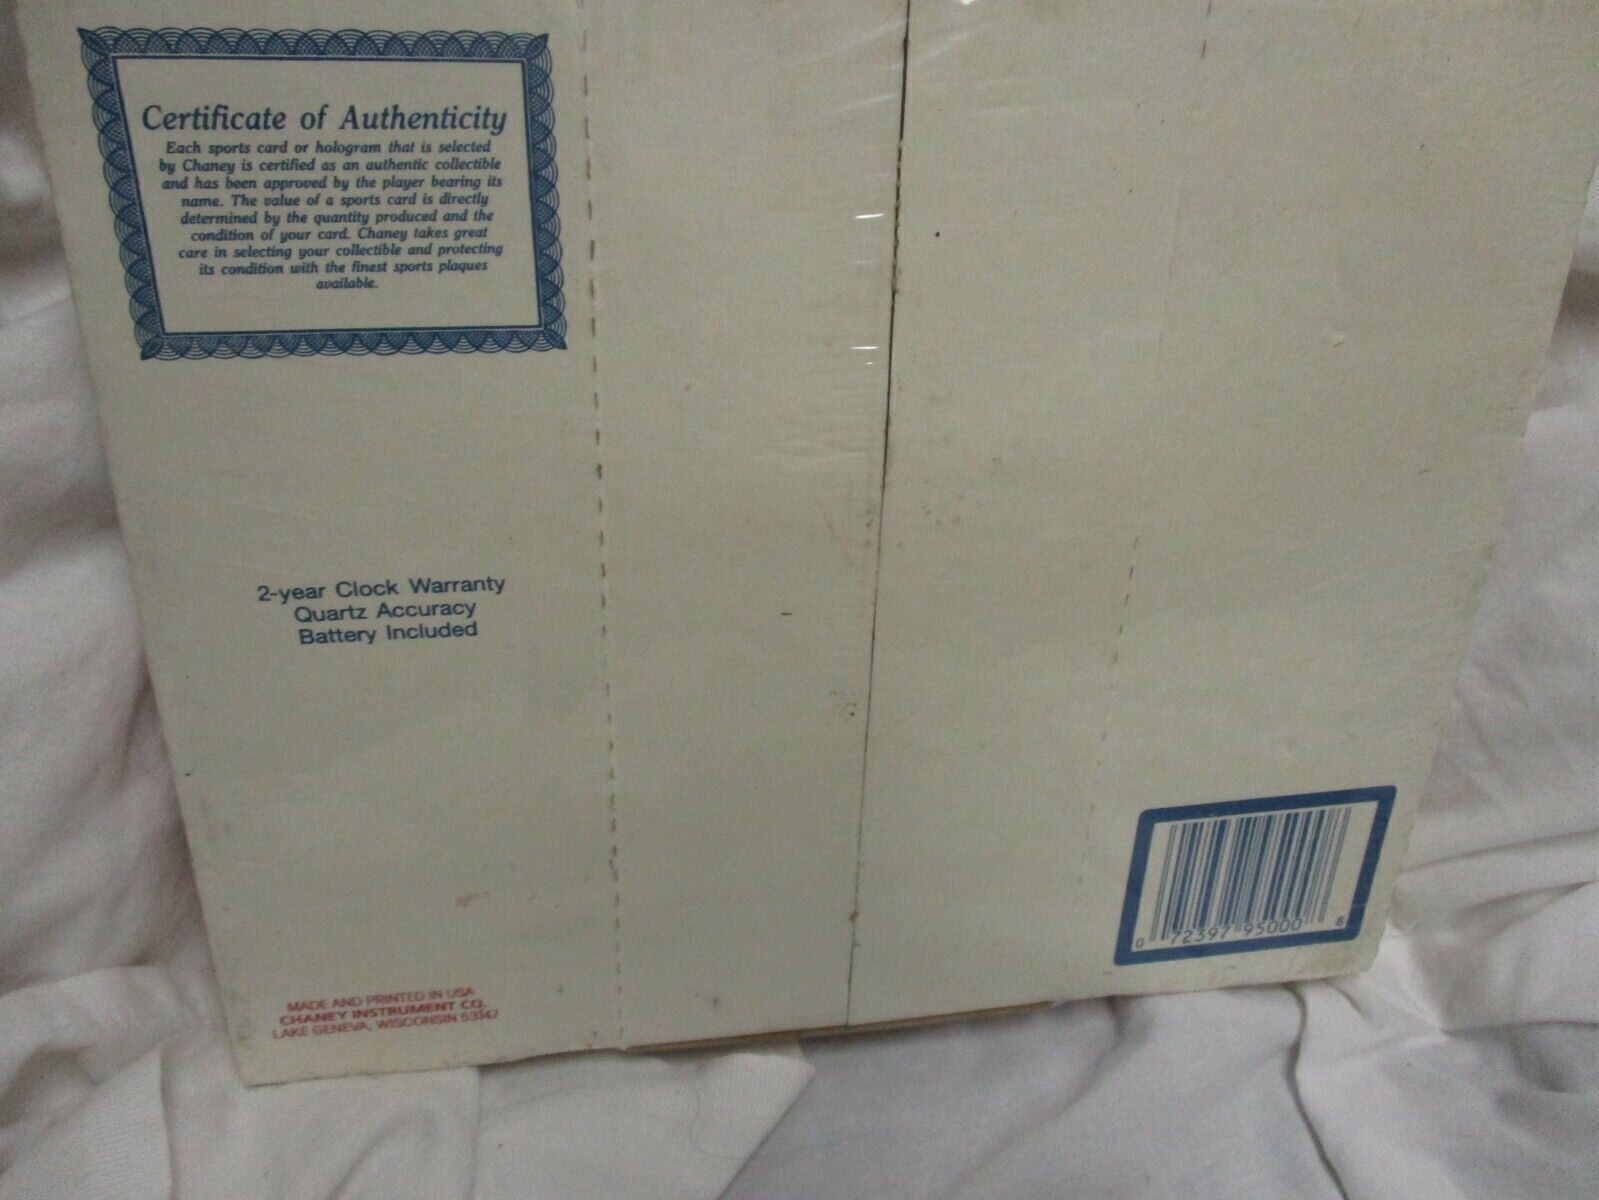 Certificate of Authenticity
Each sports card or hologram that is selected
by Chaney is certified as an authentic collectible
and has been approved by the player bearing its
name. The value of a sports card is directly
determined by the quantity produced and the
condition of your card. Chaney takes great
care in selecting your collectible and protecting
its condition with the finest sports plaques
available.
2-year Clock Warranty
Quartz Accuracy
Battery Included
MADE AND PRINTED IN USA
CHANEY INSTRUMENT CO.
LAKE GENEVA, WISCONSIN 53147
0 72397 95000 8